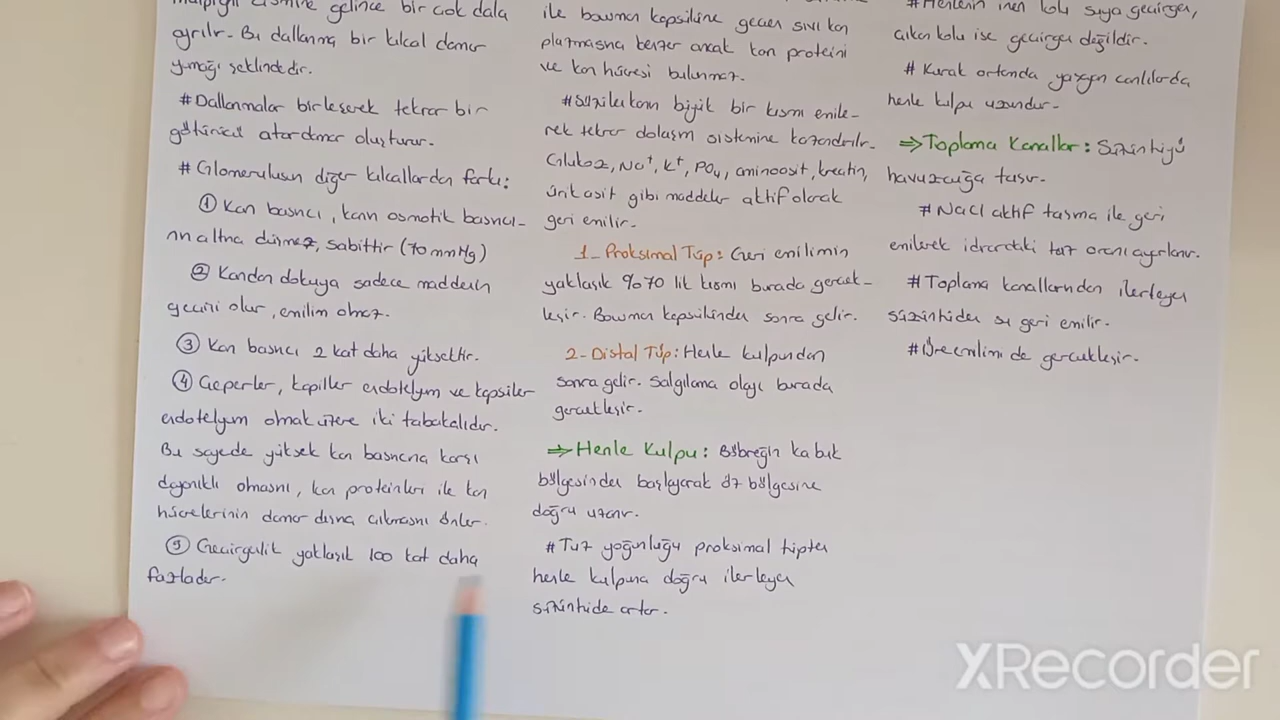 malpighi cismine gelince bir çok dala
ayrılır. Bu dallanma bir kılcal damar
yumağı şeklindedir.
#Dallanmalar birleşerek tekrar bir
götürücü atardamar oluşturur.
#Glomerulusun diğer kılcallardan farkı:
① Kan basıncı, kanın osmotik basıncı-
nın altına düşmez, sabittir (70 mmHg)
② Kandan dokuya sadece maddenin
geçişi olur, emilim olmaz.
③ Kan basıncı 2 kat daha yüksektir.
④ Çeperler, kapiller endotelyum ve kapsüler
endotelyum olmak üzere iki tabakalıdır.
Bu sayede yüksek kan basıncına karşı
dayanıklı olmasını, kan proteinleri ile kan
hücrelerinin damar dışına çıkmasını önler.
⑤ Geçirgenlik yaklaşık 100 kat daha
fazladır.
ile bowman kapsülüne geçen sıvı kan
plazmasına benzer ancak kan proteini
ve kan hücresi bulunmaz.
#Süzülen kanın büyük bir kısmı emile-
rek tekrar dolaşım sistemine kazandırılır.
Glukoz, Na⁺, K⁺, PO₄, aminoasit, kreatin,
ürik asit gibi maddeler aktif olarak
geri emilir.
1-Proksimal Tüp: Geri emilimin
yaklaşık %70 lik kısmı burada gerçek-
leşir. Bowman kapsülünden sonra gelir.
2-Distal Tüp: Henle kulpundan
sonra gelir. Salgılama olayı burada
gerçekleşir.
⇒Henle Kulpu: Böbreğin kabuk
bölgesinden başlayarak öz bölgesine
doğru uzanır.
#Tuz yoğunluğu proksimal tüpten
henle kulpuna doğru ilerleyen
süzüntüde artar.
#Henlenin inen kolu suya geçirgen,
çıkan kolu ise geçirgen değildir.
# Kurak ortamda yaşayan canlılarda
henle kulpu uzundur.
⇒Toplama Kanalları: Süzüntüyü
havuzcuğa taşır.
#NaCl aktif taşıma ile geri
emilerek idrardaki tuz oranı ayarlanır.
#Toplama kanallarından ilerleyen
süzüntüden su geri emilir.
#Üre emilimi de gerçekleşir.
XRecorder